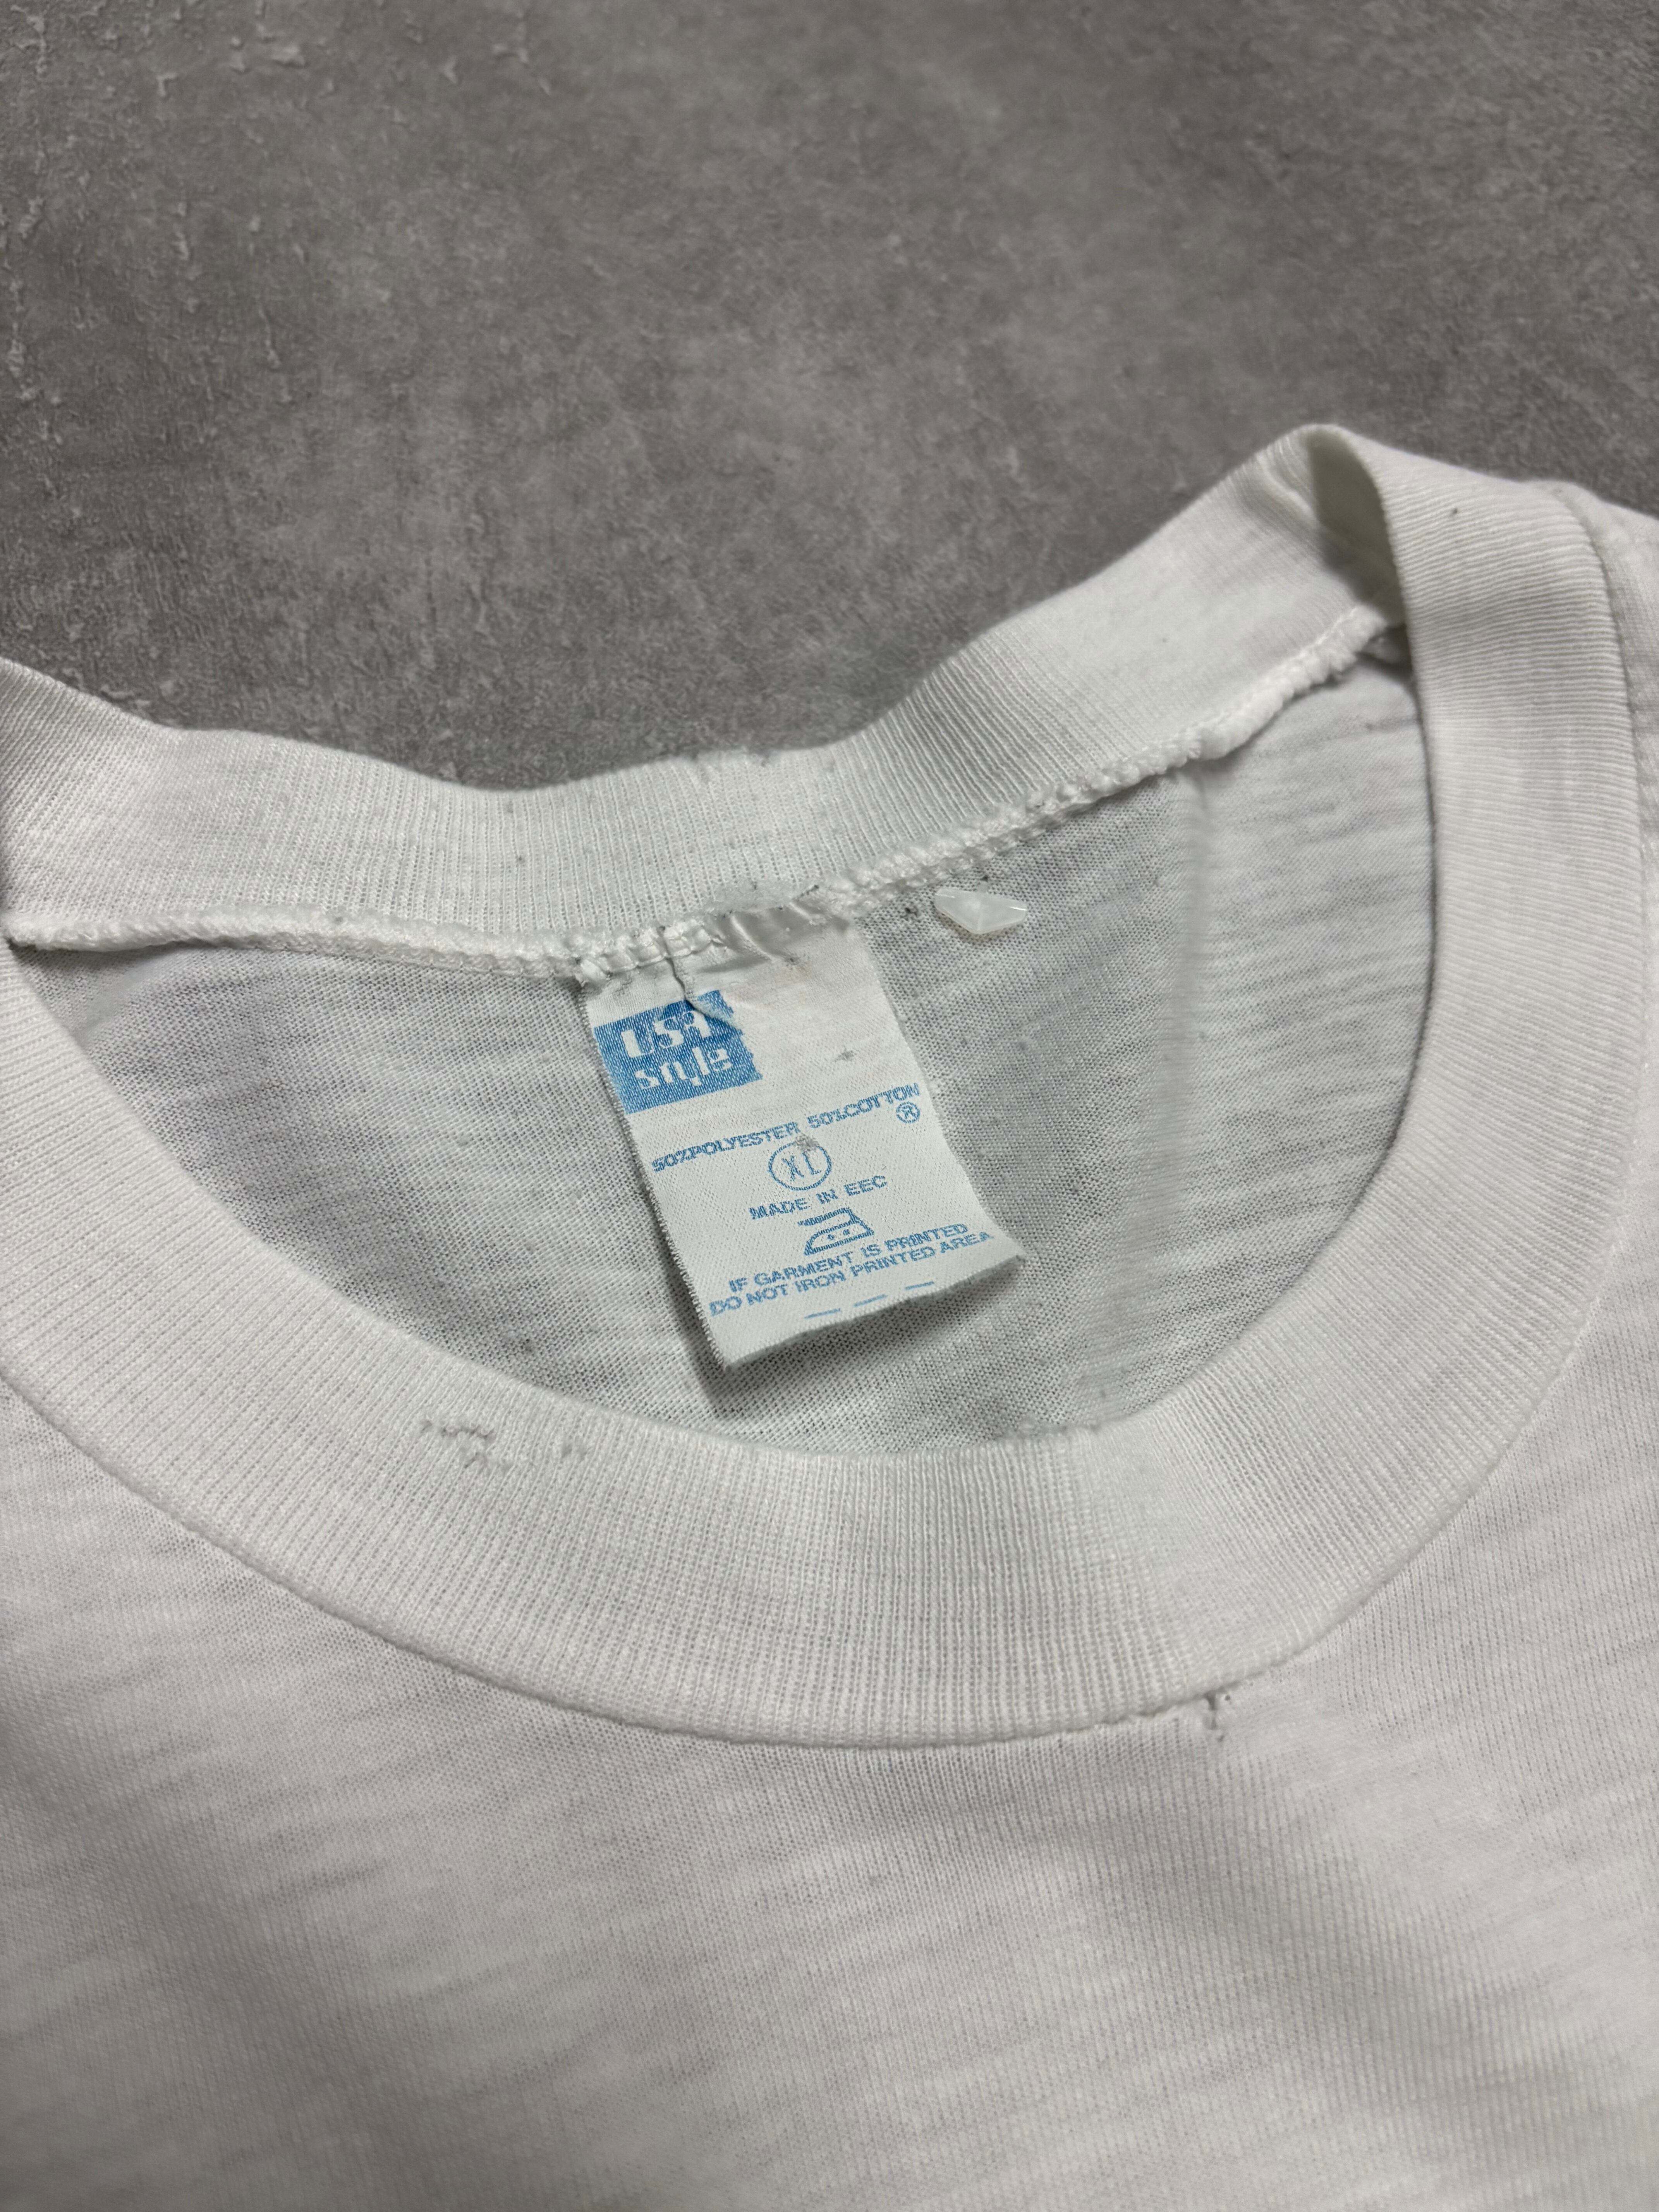 USA
style
50%POLYESTER 50%COTTON
®
XL
MADE IN EEC
IF GARMENT IS PRINTED
DO NOT IRON PRINTED AREA